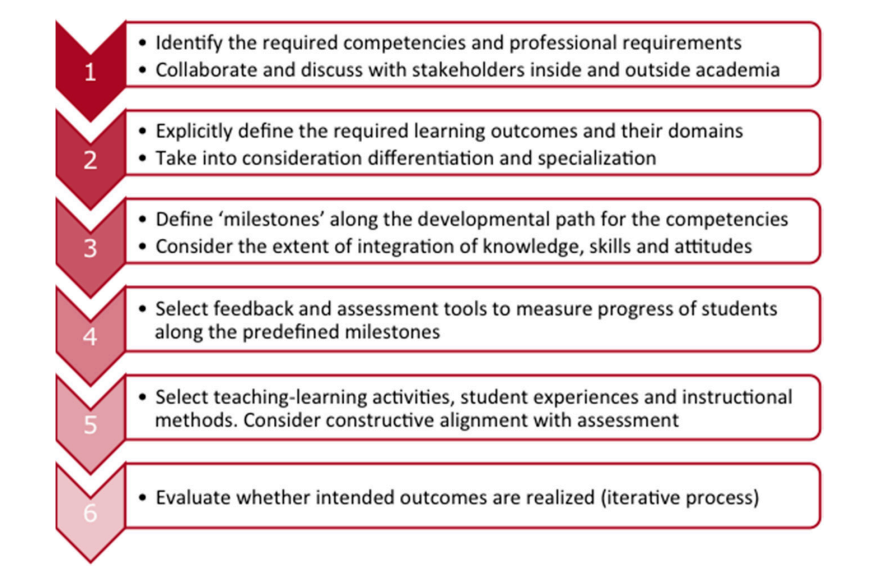 1
• Identify the required competencies and professional requirements
• Collaborate and discuss with stakeholders inside and outside academia
2
• Explicitly define the required learning outcomes and their domains
• Take into consideration differentiation and specialization
3
• Define ‘milestones’ along the developmental path for the competencies
• Consider the extent of integration of knowledge, skills and attitudes
4
• Select feedback and assessment tools to measure progress of students
along the predefined milestones
5
• Select teaching-learning activities, student experiences and instructional
methods. Consider constructive alignment with assessment
6
• Evaluate whether intended outcomes are realized (iterative process)